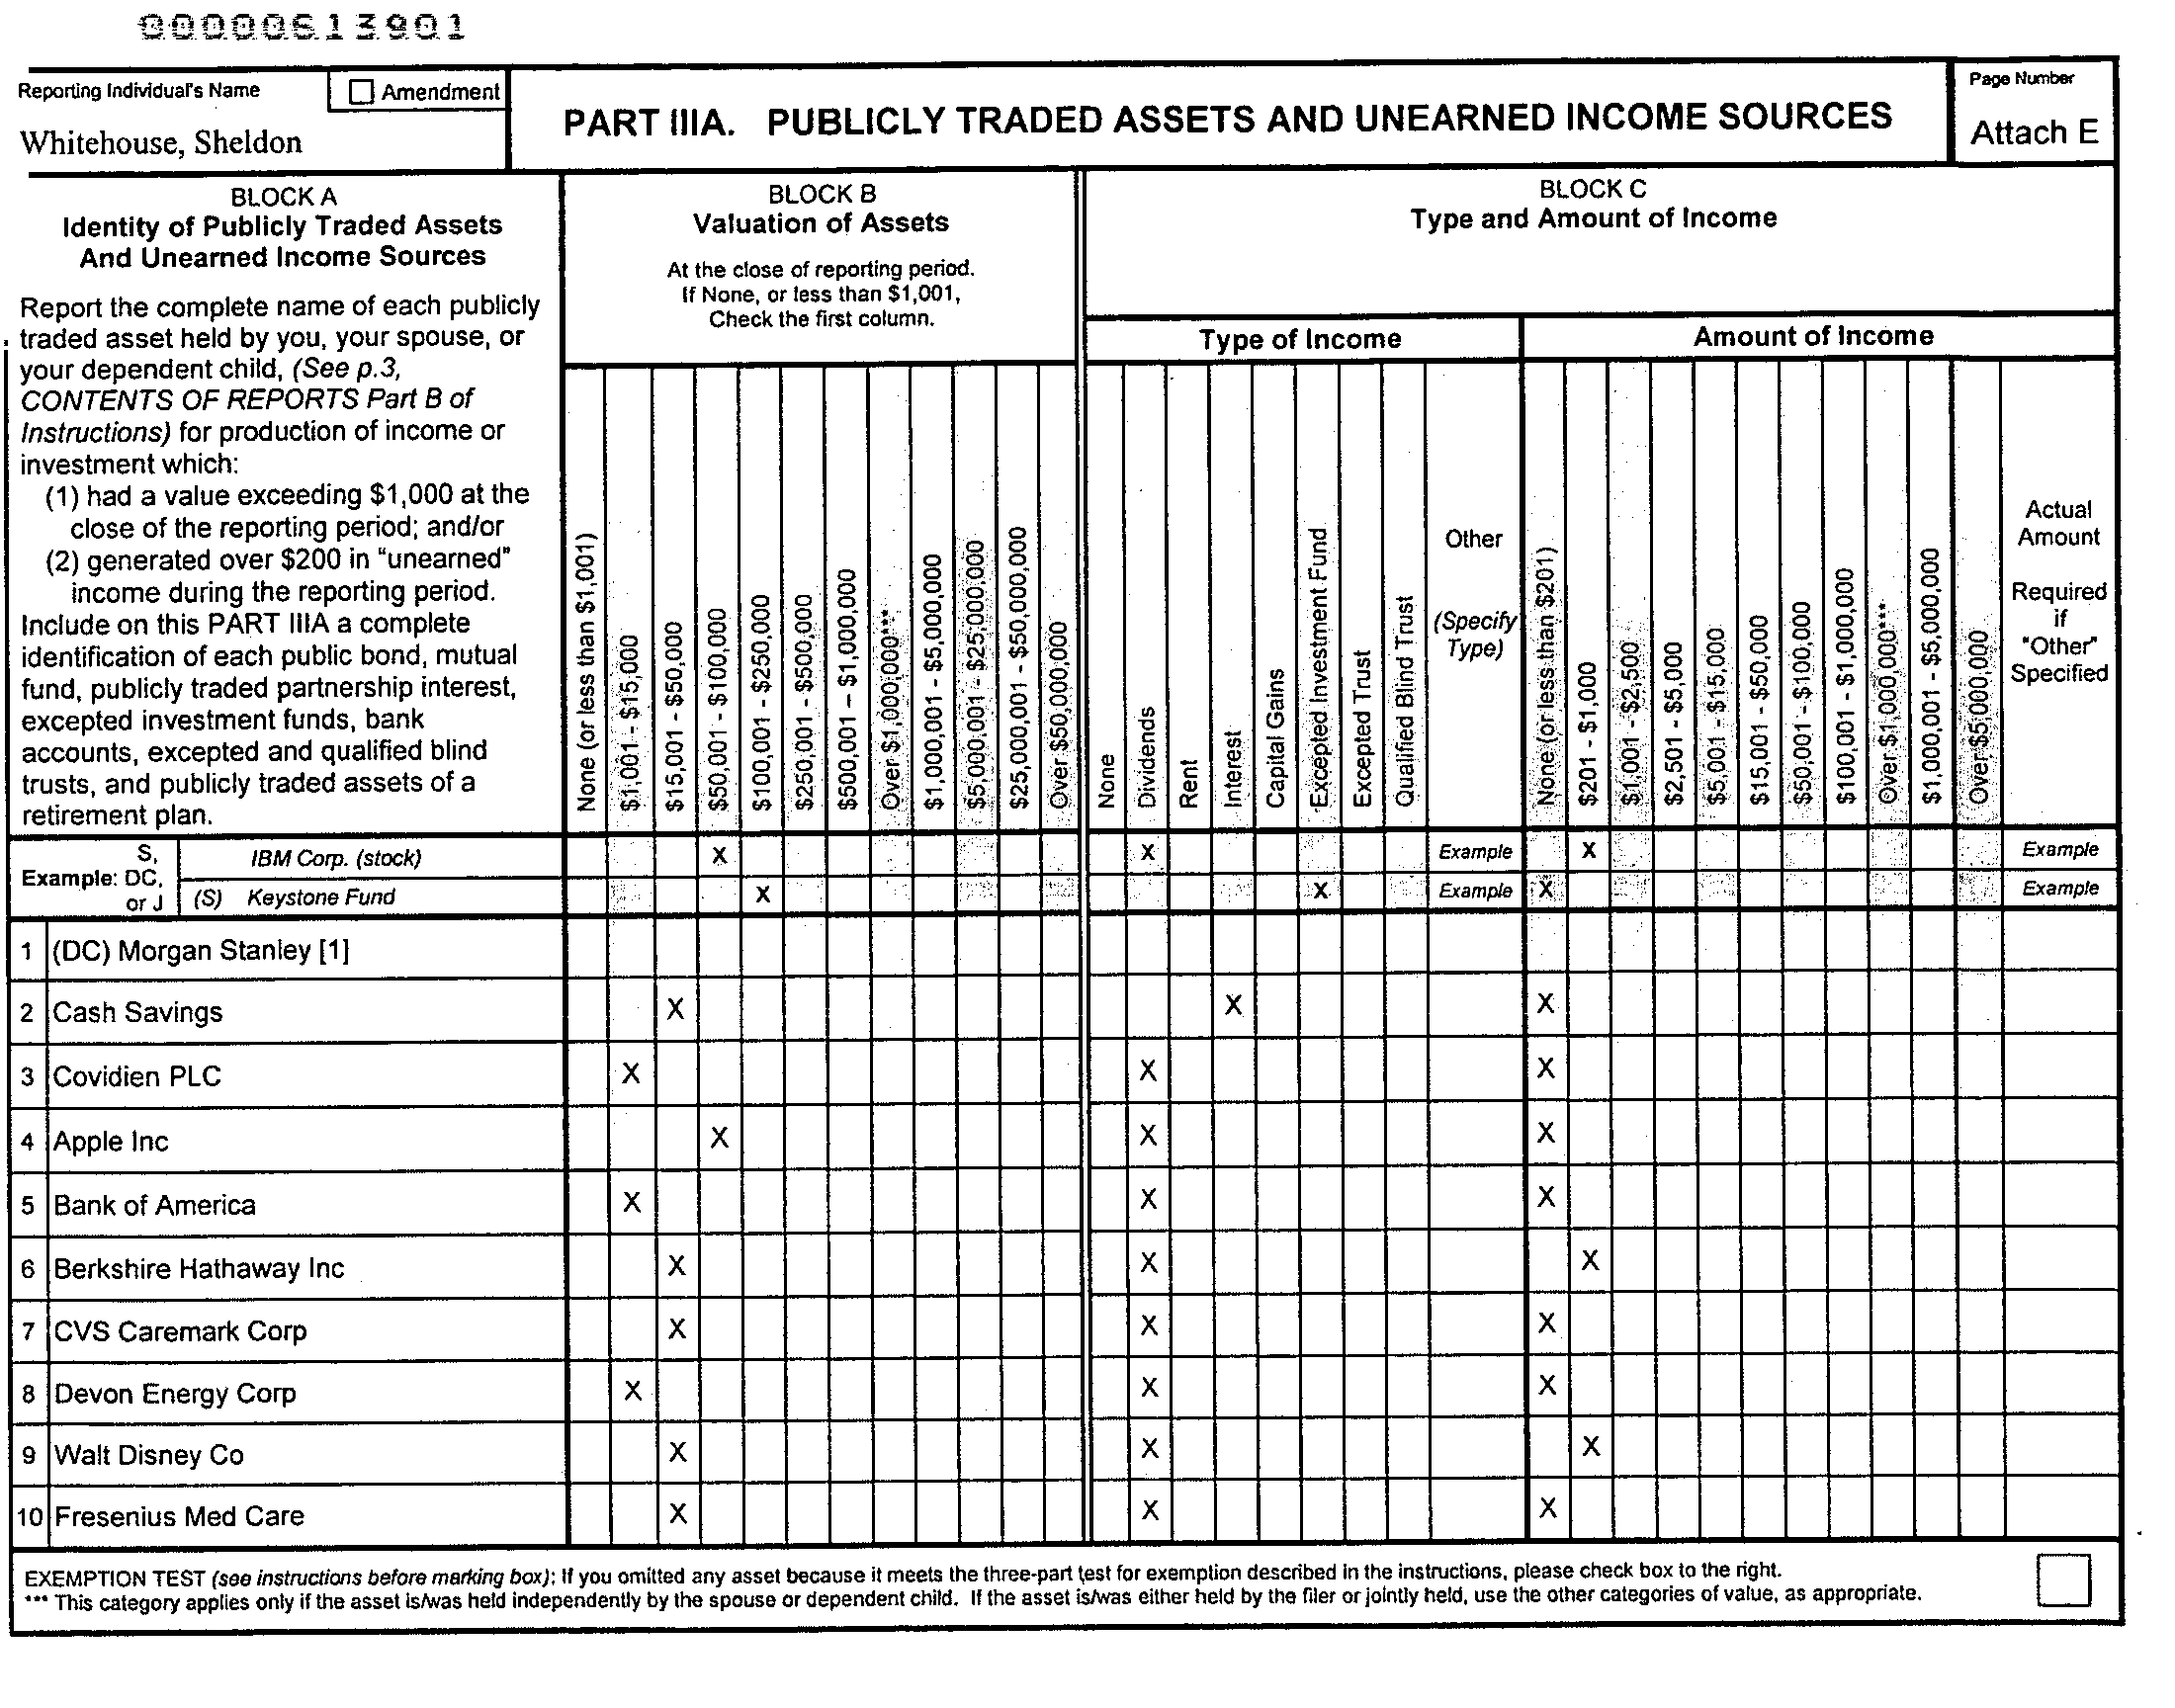 00000613901
Reporting Individual's Name
☐ Amendment
Whitehouse, Sheldon
PART IIIA. PUBLICLY TRADED ASSETS AND UNEARNED INCOME SOURCES
Page Number
Attach E
BLOCK A
Identity of Publicly Traded Assets
And Unearned Income Sources
Report the complete name of each publicly
traded asset held by you, your spouse, or
your dependent child, (See p.3,
CONTENTS OF REPORTS Part B of
Instructions) for production of income or
investment which:
(1) had a value exceeding $1,000 at the
close of the reporting period; and/or
(2) generated over $200 in "unearned"
income during the reporting period.
Include on this PART IIIA a complete
identification of each public bond, mutual
fund, publicly traded partnership interest,
excepted investment funds, bank
accounts, excepted and qualified blind
trusts, and publicly traded assets of a
retirement plan.
BLOCK B
Valuation of Assets
At the close of reporting period.
If None, or less than $1,001,
Check the first column.
None (or less than $1,001)
$1,001 - $15,000
$15,001 - $50,000
$50,001 - $100,000
$100,001 - $250,000
$250,001 - $500,000
$500,001 – $1,000,000
Over $1,000,000***
$1,000,001 - $5,000,000
$5,000,001 - $25,000,000
$25,000,001 - $50,000,000
Over $50,000,000
BLOCK C
Type and Amount of Income
Type of Income
None
Dividends
Rent
Interest
Capital Gains
Excepted Investment Fund
Excepted Trust
Qualified Blind Trust
Other
(Specify
Type)
Amount of Income
None (or less than $201)
$201 - $1,000
$1,001 - $2,500
$2,501 - $5,000
$5,001 - $15,000
$15,001 - $50,000
$50,001 - $100,000
$100,001 - $1,000,000
Over $1,000,000***
$1,000,001 - $5,000,000
Over $5,000,000
Actual
Amount
Required
if
"Other"
Specified
Example: S, DC, or J
IBM Corp. (stock) X X Example X Example
(S) Keystone Fund X X Example X Example
1 (DC) Morgan Stanley [1]
2 Cash Savings X X X
3 Covidien PLC X X X
4 Apple Inc X X X
5 Bank of America X X X
6 Berkshire Hathaway Inc X X X
7 CVS Caremark Corp X X X
8 Devon Energy Corp X X X
9 Walt Disney Co X X X
10 Fresenius Med Care X X X
EXEMPTION TEST (see instructions before marking box): If you omitted any asset because it meets the three-part test for exemption described in the instructions, please check box to the right.
*** This category applies only if the asset is/was held independently by the spouse or dependent child. If the asset is/was either held by the filer or jointly held, use the other categories of value, as appropriate.